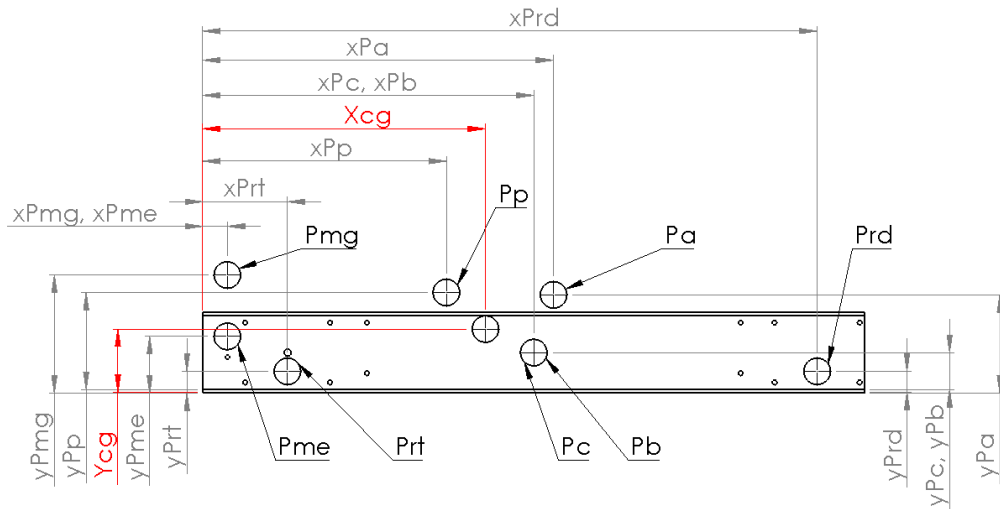 xPrd
xPa
xPc, xPb
Xcg
xPp
xPrt
Pp
xPmg, xPme
Pmg
Pa
Prd
Pme
Prt
Pc
Pb
yPmg
yPp
Ycg
yPme
yPrt
yPrd
yPc, yPb
yPa